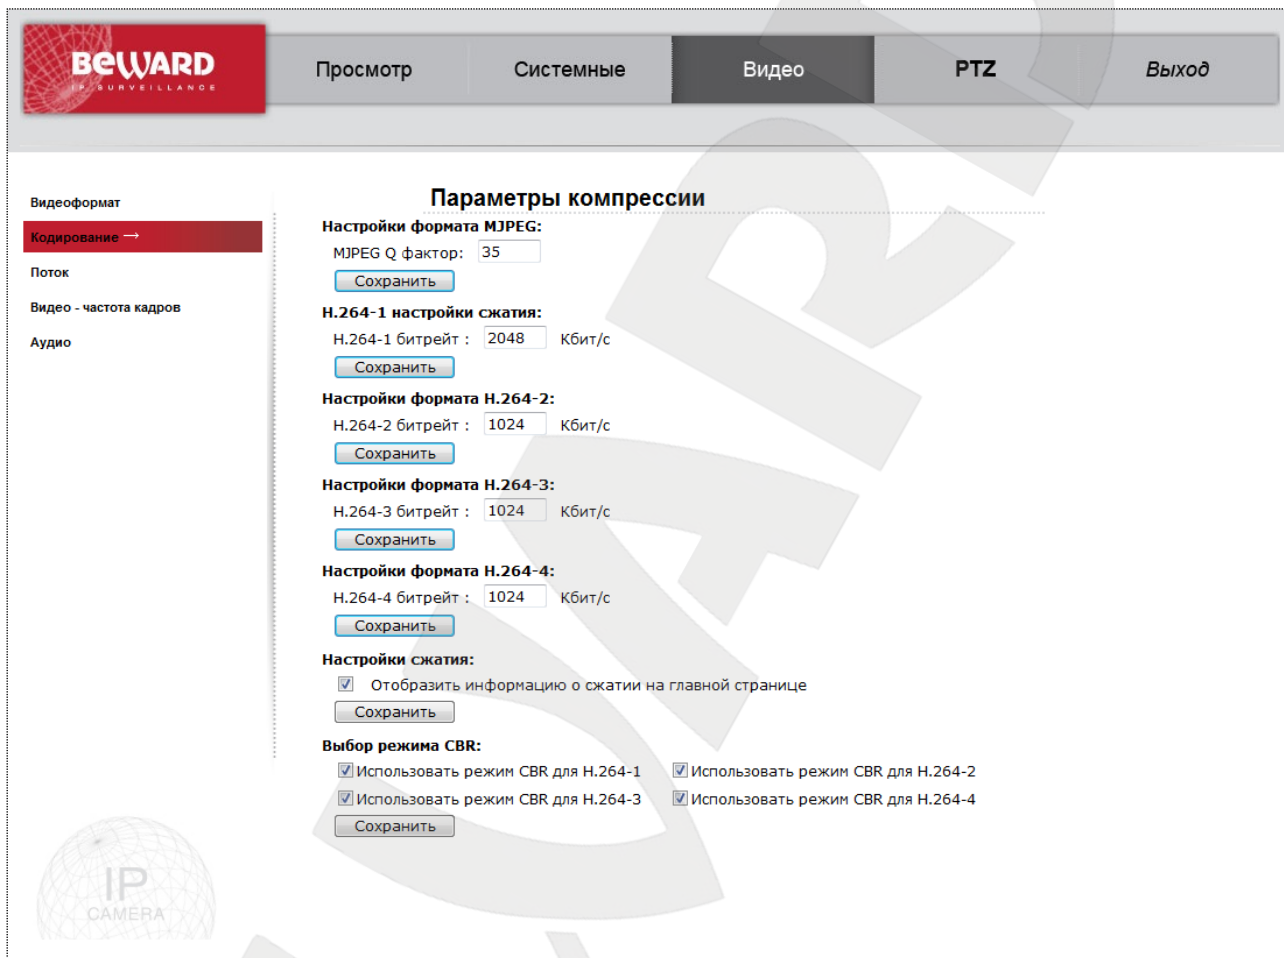 BEWARD
IP SURVEILLANCE
Просмотр
Системные
Видео
PTZ
Выход
Видеоформат
Кодирование →
Поток
Видео - частота кадров
Аудио
Параметры компрессии
Настройки формата MJPEG:
MJPEG Q фактор: 35
Сохранить
H.264-1 настройки сжатия:
H.264-1 битрейт : 2048 Кбит/с
Сохранить
Настройки формата H.264-2:
H.264-2 битрейт : 1024 Кбит/с
Сохранить
Настройки формата H.264-3:
H.264-3 битрейт : 1024 Кбит/с
Сохранить
Настройки формата H.264-4:
H.264-4 битрейт : 1024 Кбит/с
Сохранить
Настройки сжатия:
Отобразить информацию о сжатии на главной странице
Сохранить
Выбор режима CBR:
Использовать режим CBR для H.264-1 Использовать режим CBR для H.264-2
Использовать режим CBR для H.264-3 Использовать режим CBR для H.264-4
Сохранить
IP
CAMERA